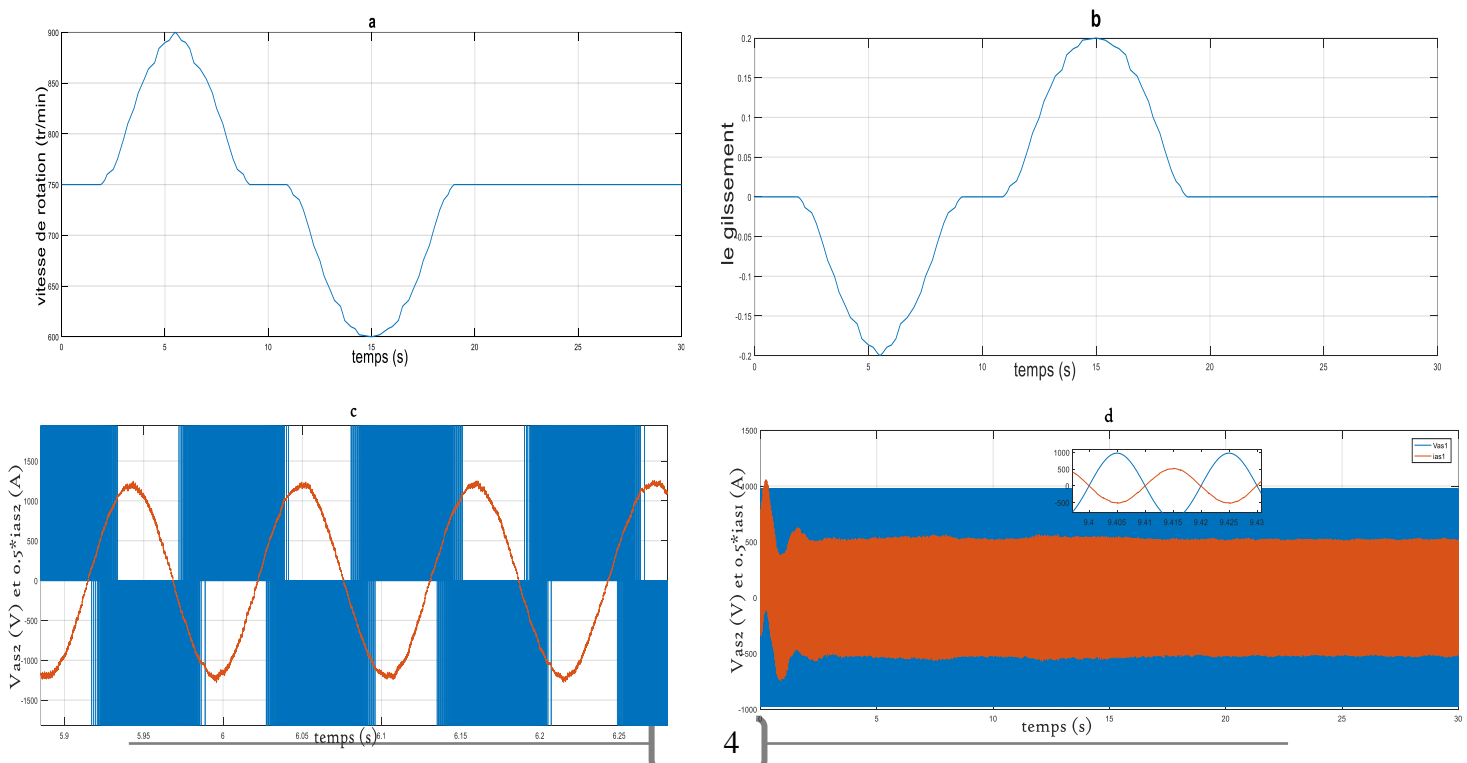 a
900
850
800
750
700
650
600
vitesse de rotation (tr/min)
0 5 10 15 20 25 30
temps (s)
b
0.2
0.15
0.1
0.05
0
-0.05
-0.1
-0.15
-0.2
le gilssement
0 5 10 15 20 25 30
temps (s)
c
1500
1000
500
0
-500
-1000
-1500
Vas2 (V) et 0.5*ias2 (A)
5.9 5.95 6 6.05 6.1 6.15 6.2 6.25
temps (s)
d
1500
1000
500
0
-500
-1000
Vas2 (V) et 0.5*ias1 (A)
Vas1
ias1
1000
500
0
-500
9.4 9.405 9.41 9.415 9.42 9.425 9.43
0 5 10 15 20 25 30
temps (s)
4